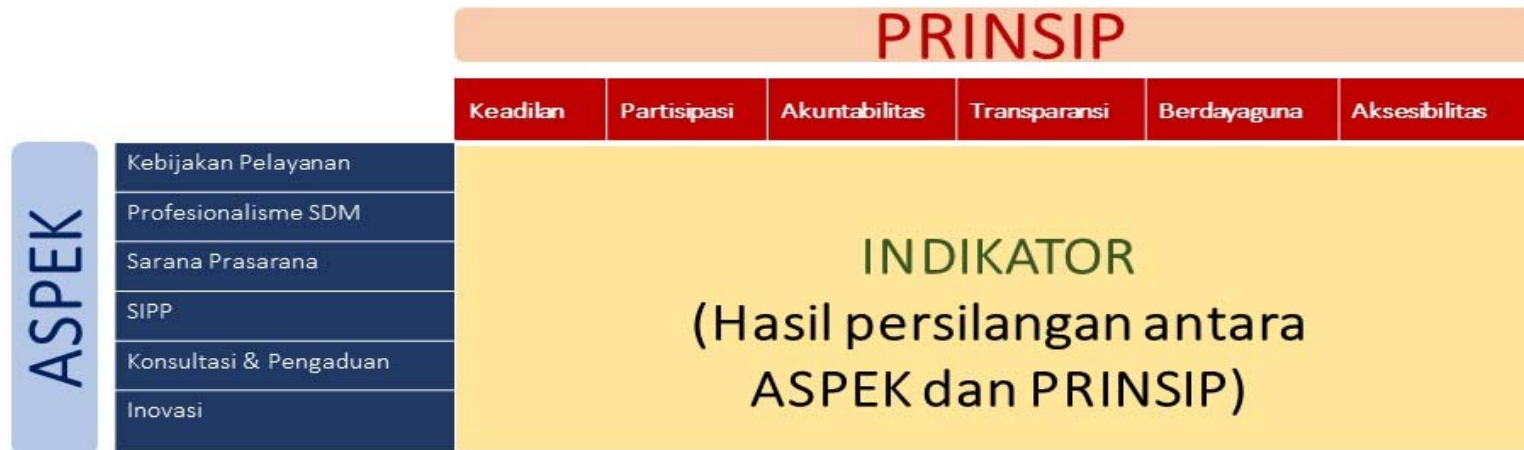 PRINSIP
Keadilan Partisipasi Akuntabilitas Transparansi Berdayaguna Aksesibilitas
ASPEK
Kebijakan Pelayanan
Profesionalisme SDM
Sarana Prasarana
SIPP
Konsultasi & Pengaduan
Inovasi
INDIKATOR
(Hasil persilangan antara
ASPEK dan PRINSIP)